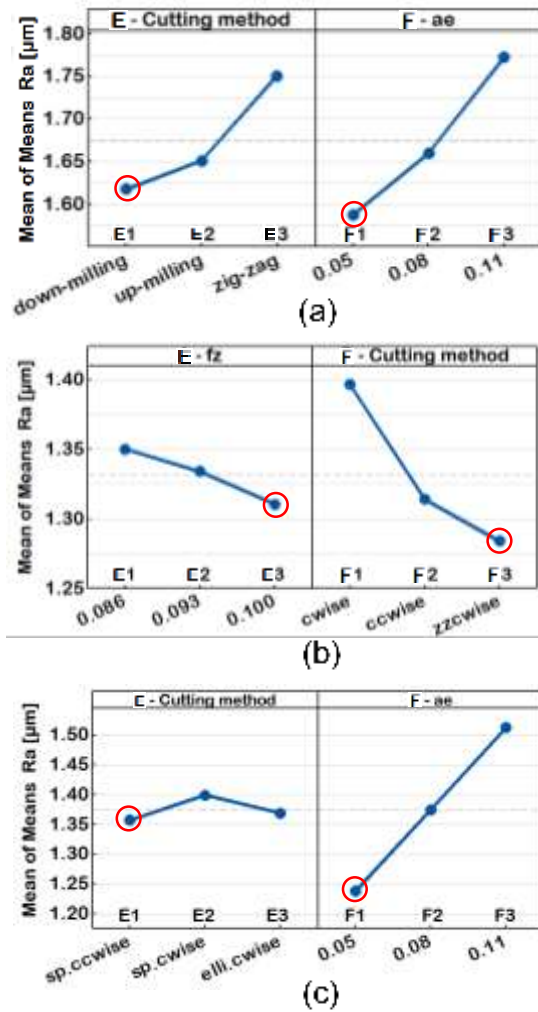 E - Cutting method F - ae
Mean of Means Ra [µm]
1.80
1.75
1.70
1.65
1.60
E1 E2 E3 F1 F2 F3
down-milling up-milling zig-zag 0.05 0.08 0.11
(a)
E - fz F - Cutting method
Mean of Means Ra [µm]
1.40
1.35
1.30
1.25
E1 E2 E3 F1 F2 F3
0.086 0.093 0.100 cwise ccwise zzcwise
(b)
E - Cutting method F - ae
Mean of Means Ra [µm]
1.50
1.45
1.40
1.35
1.30
1.25
1.20
E1 E2 E3 F1 F2 F3
sp.ccwise sp.cwise elli.cwise 0.05 0.08 0.11
(c)